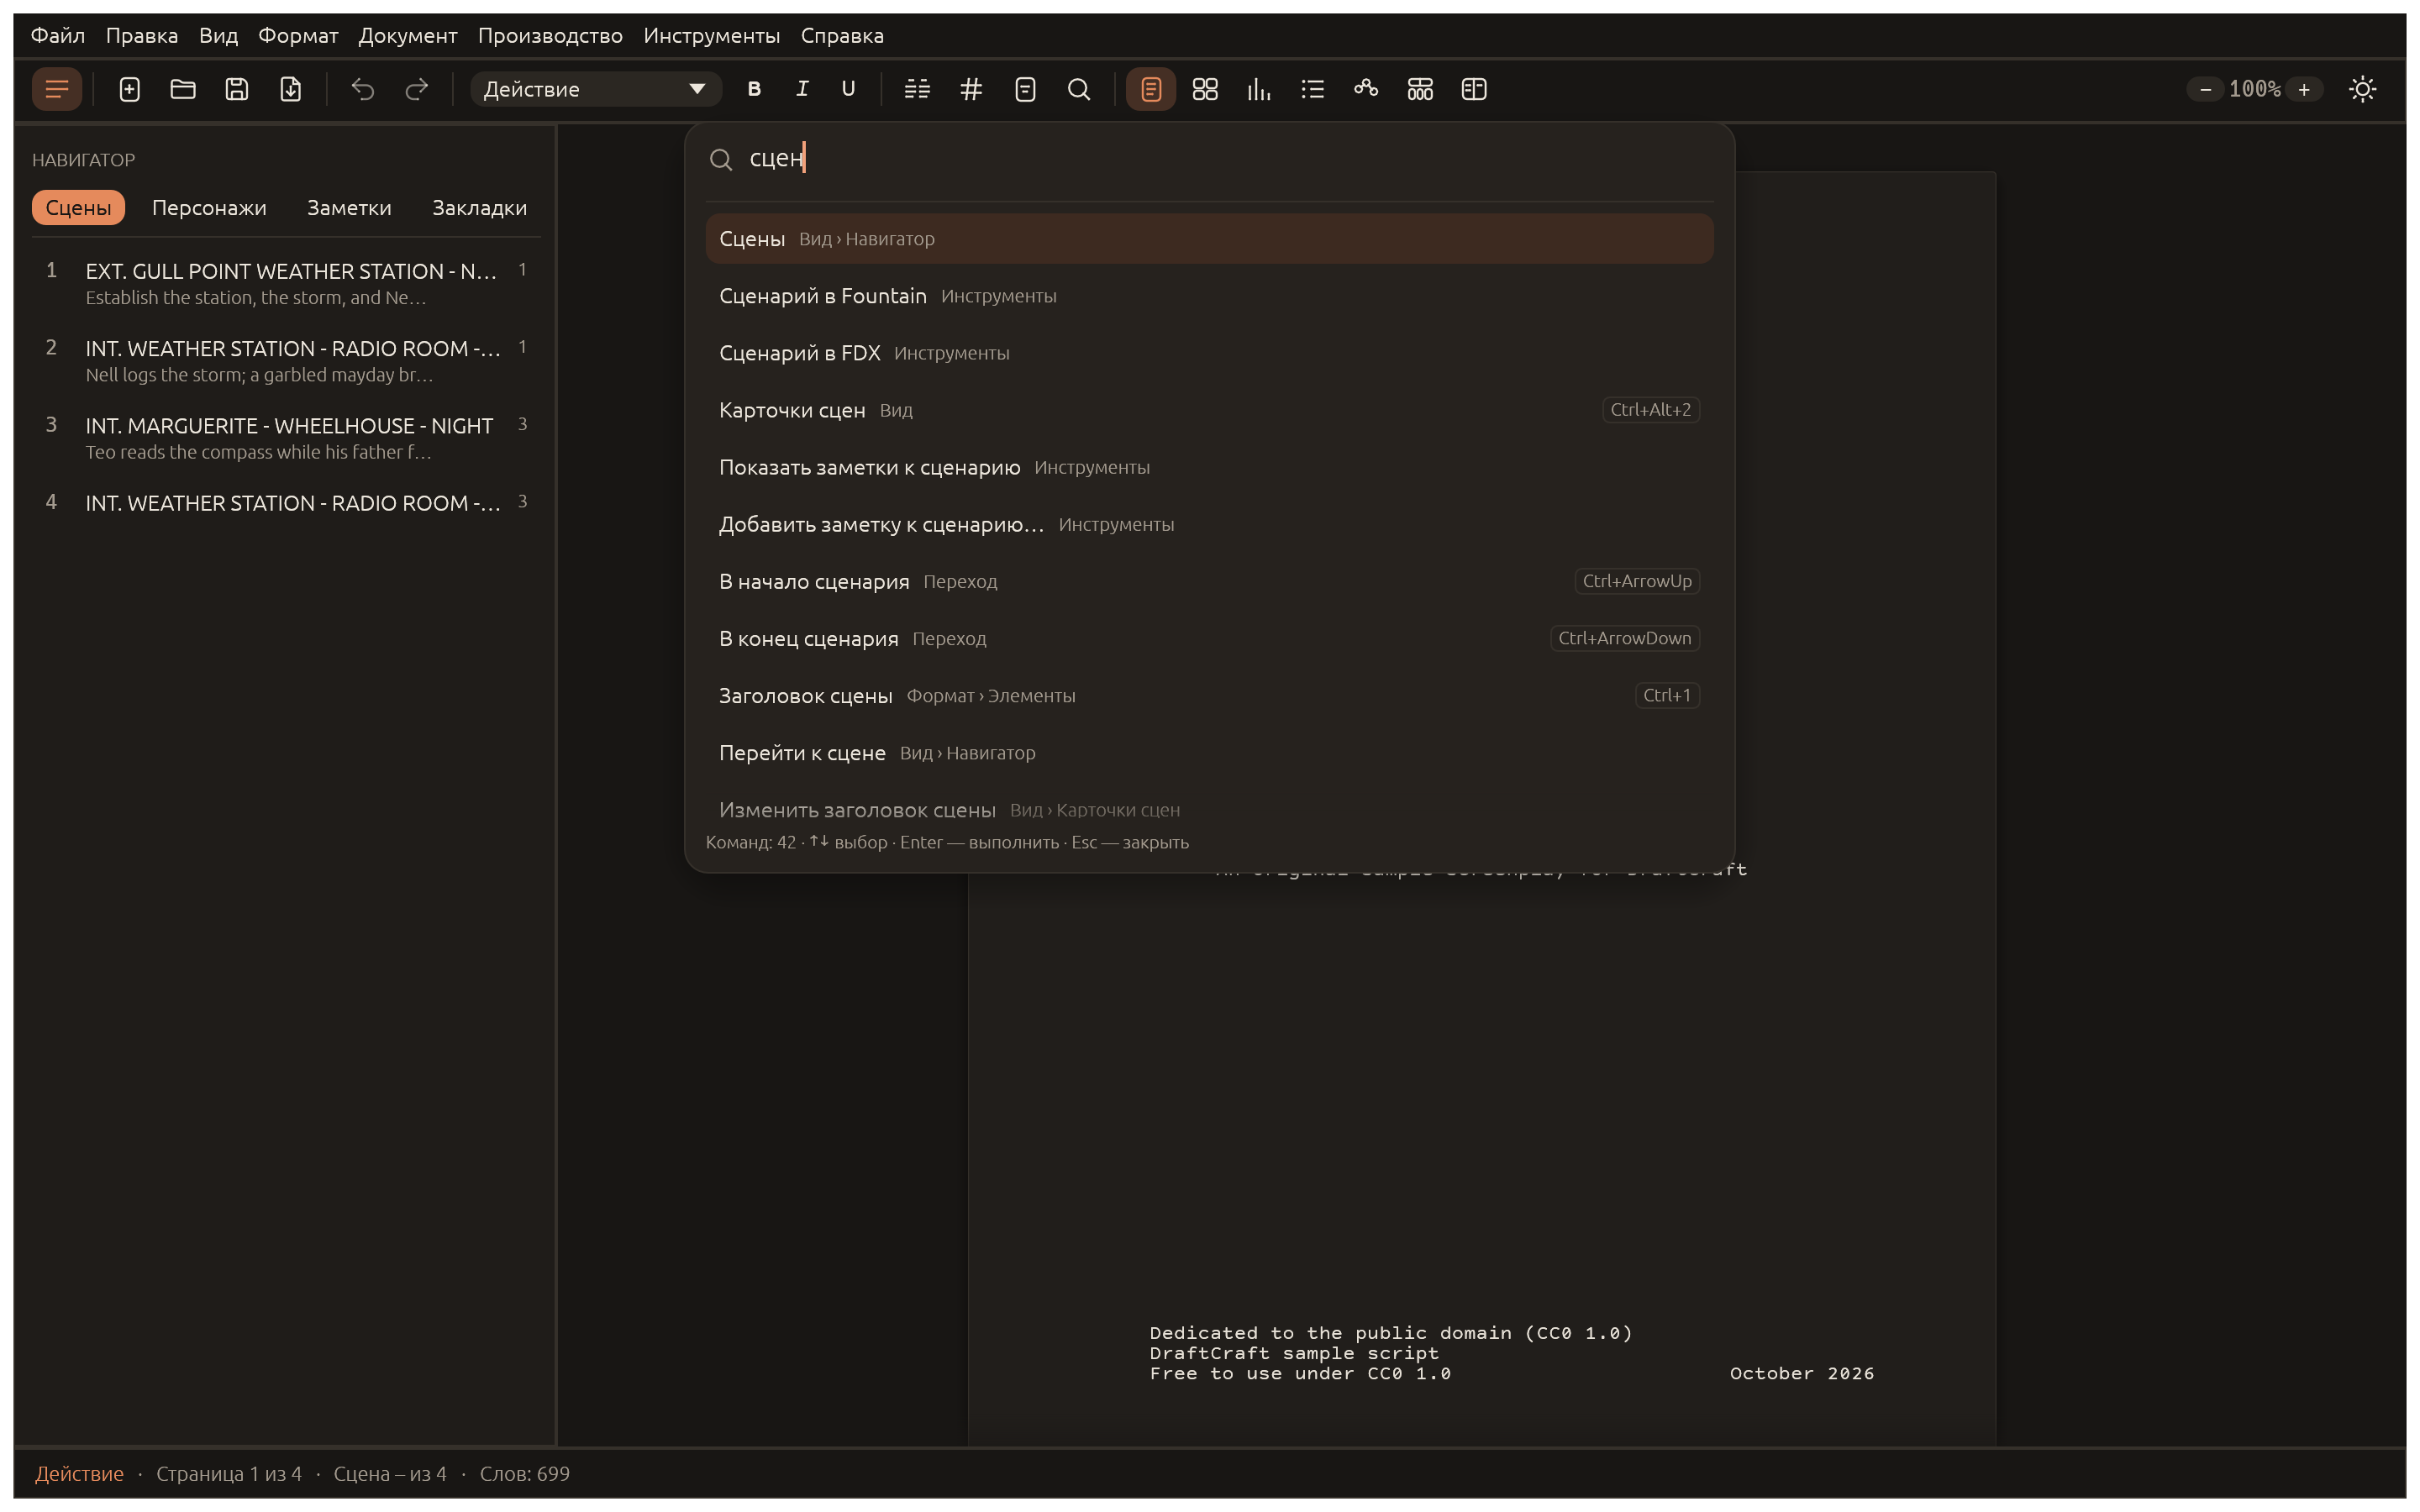 Файл Правка Вид Формат Документ Производство Инструменты Справка
Действие B I U 100%
НАВИГАТОР
Сцены Персонажи Заметки Закладки
1 EXT. GULL POINT WEATHER STATION - N… 1
Establish the station, the storm, and Ne…
2 INT. WEATHER STATION - RADIO ROOM -… 1
Nell logs the storm; a garbled mayday br…
3 INT. MARGUERITE - WHEELHOUSE - NIGHT 3
Teo reads the compass while his father f…
4 INT. WEATHER STATION - RADIO ROOM -… 3
сцен
Сцены Вид › Навигатор
Сценарий в Fountain Инструменты
Сценарий в FDX Инструменты
Карточки сцен Вид Ctrl+Alt+2
Показать заметки к сценарию Инструменты
Добавить заметку к сценарию… Инструменты
В начало сценария Переход Ctrl+ArrowUp
В конец сценария Переход Ctrl+ArrowDown
Заголовок сцены Формат › Элементы Ctrl+1
Перейти к сцене Вид › Навигатор
Изменить заголовок сцены Вид › Карточки сцен
Команд: 42 · ↑↓ выбор · Enter — выполнить · Esc — закрыть
An original sample screenplay for DraftCraft
Dedicated to the public domain (CC0 1.0)
DraftCraft sample script
Free to use under CC0 1.0 October 2026
Действие · Страница 1 из 4 · Сцена – из 4 · Слов: 699